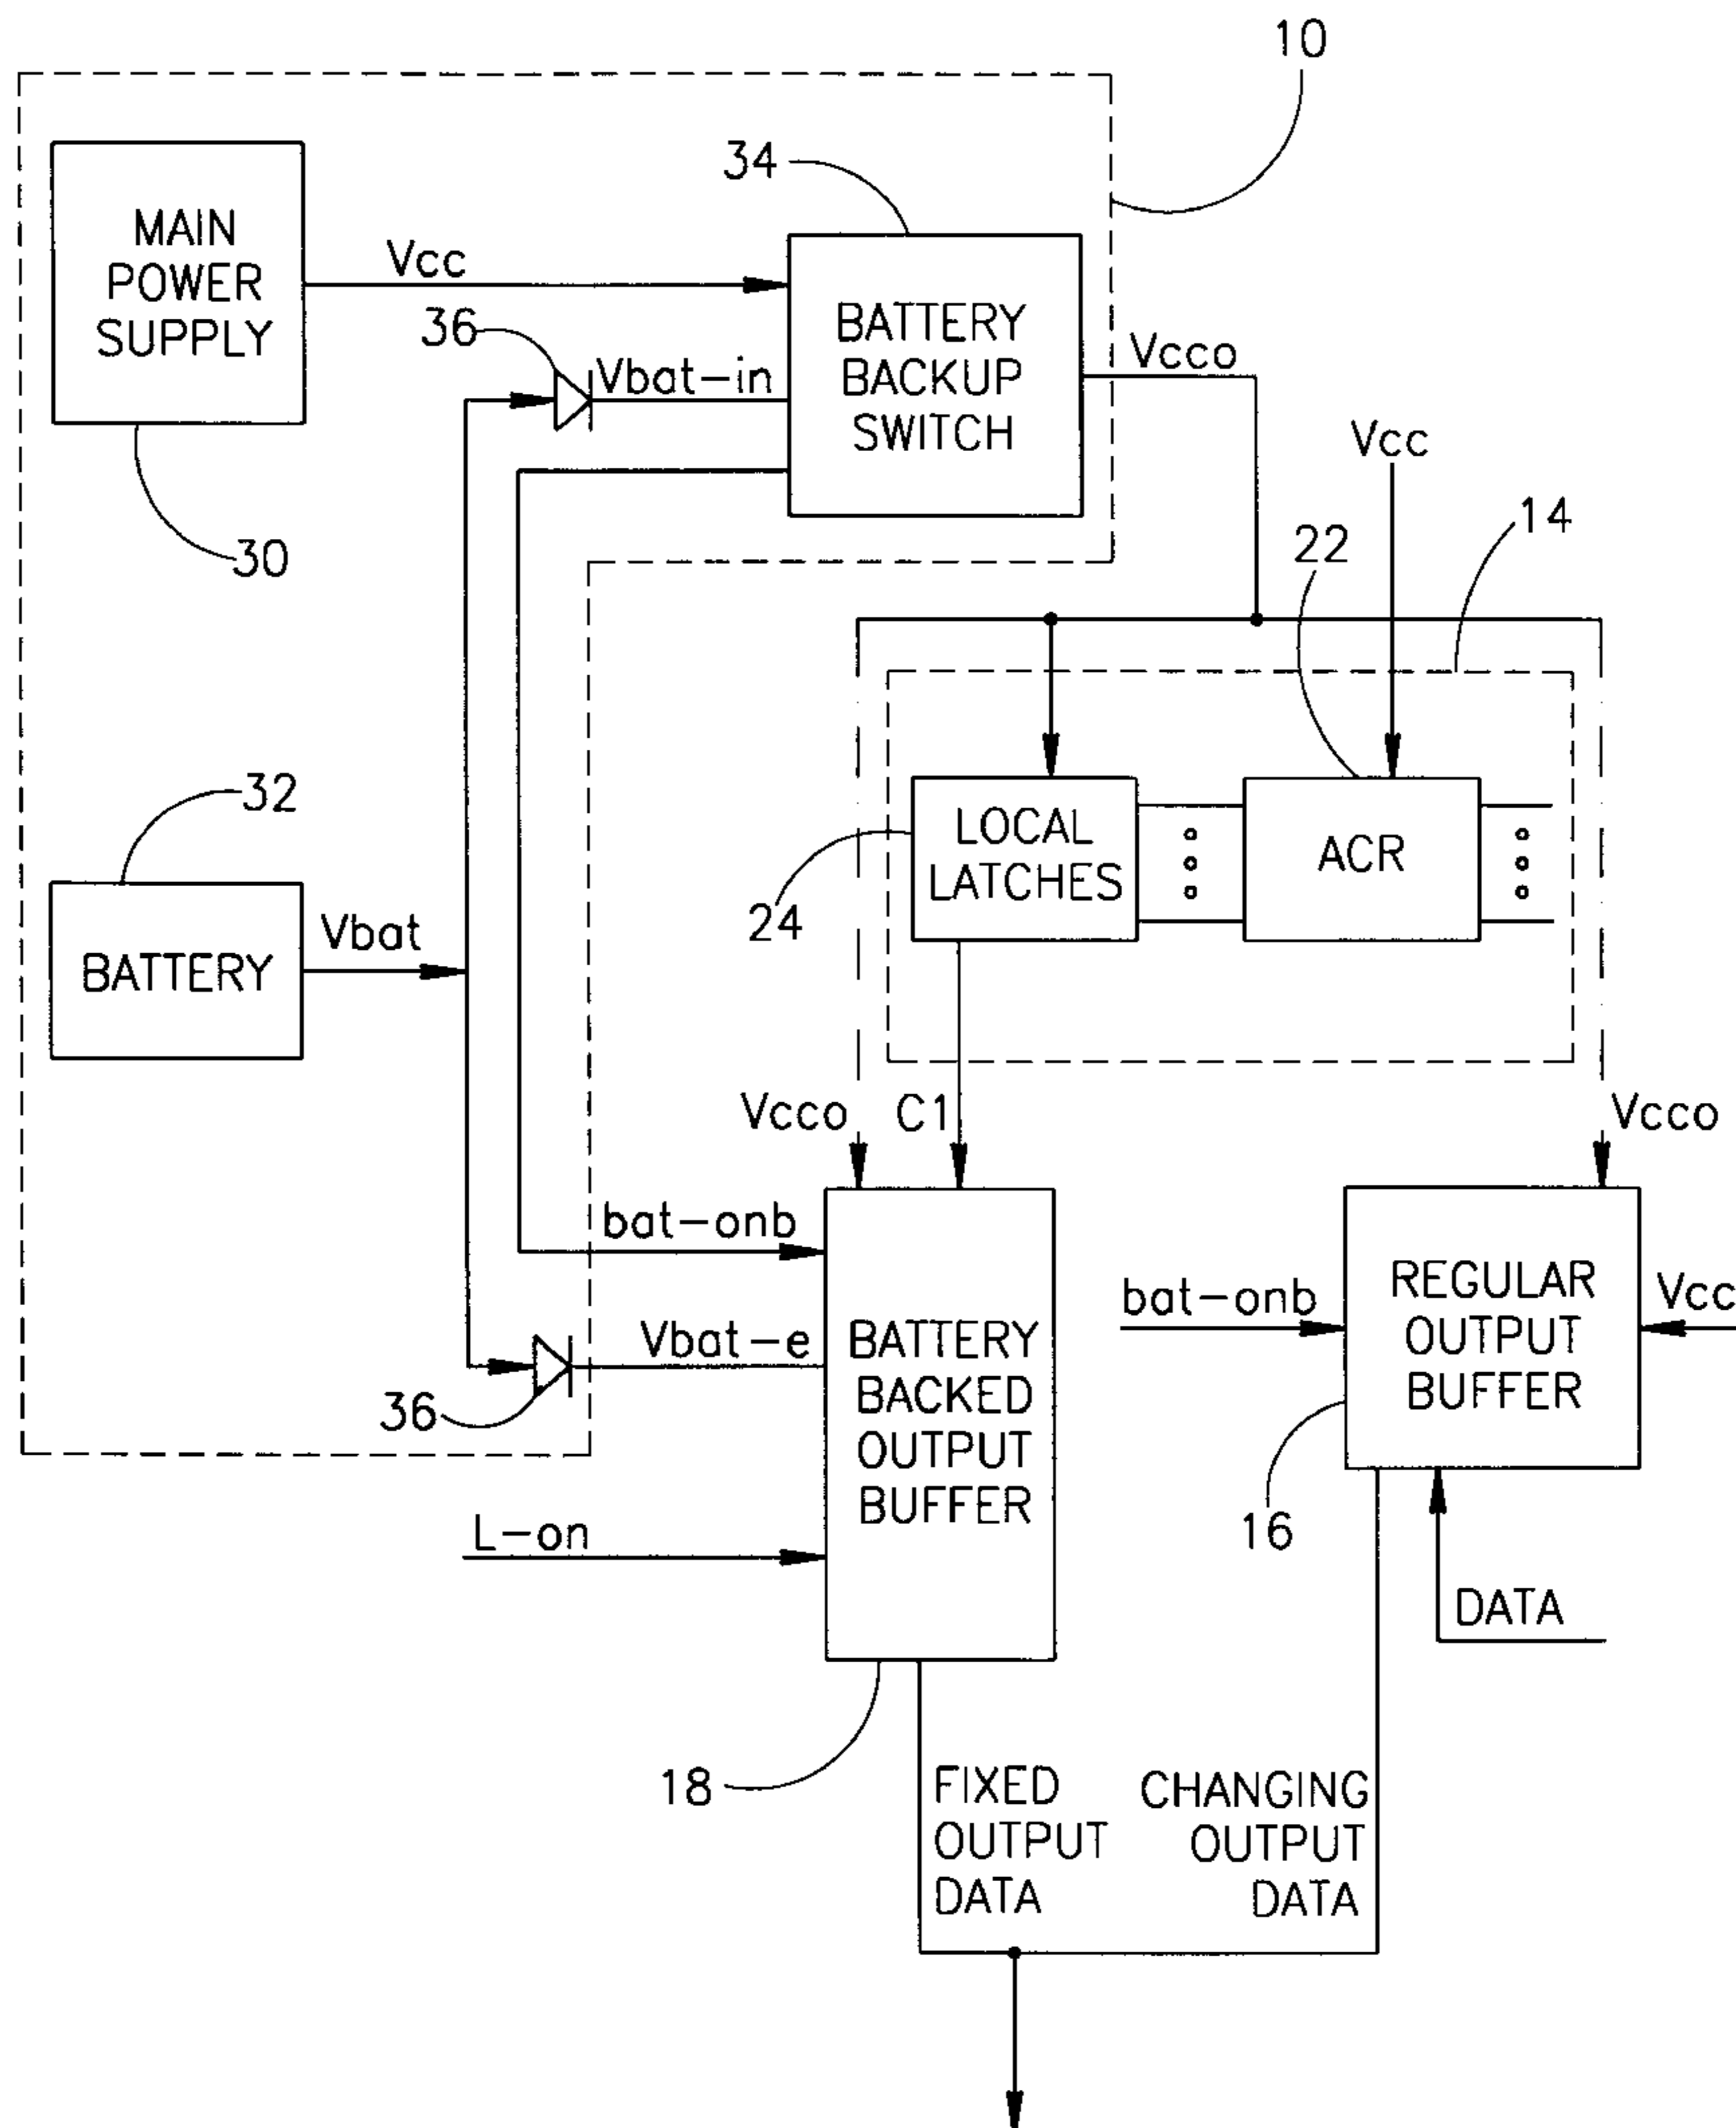 10
34
MAIN
POWER
SUPPLY
Vcc
BATTERY
BACKUP
SWITCH
36
Vbat-in
Vcco
Vcc
30
22
14
32
LOCAL
LATCHES
ACR
24
Vbat
BATTERY
Vcco
C1
Vcco
bat-onb
bat-onb
REGULAR
OUTPUT
BUFFER
Vcc
Vbat-e
BATTERY
BACKED
OUTPUT
BUFFER
36
L-on
16
DATA
18
FIXED
OUTPUT
DATA
CHANGING
OUTPUT
DATA